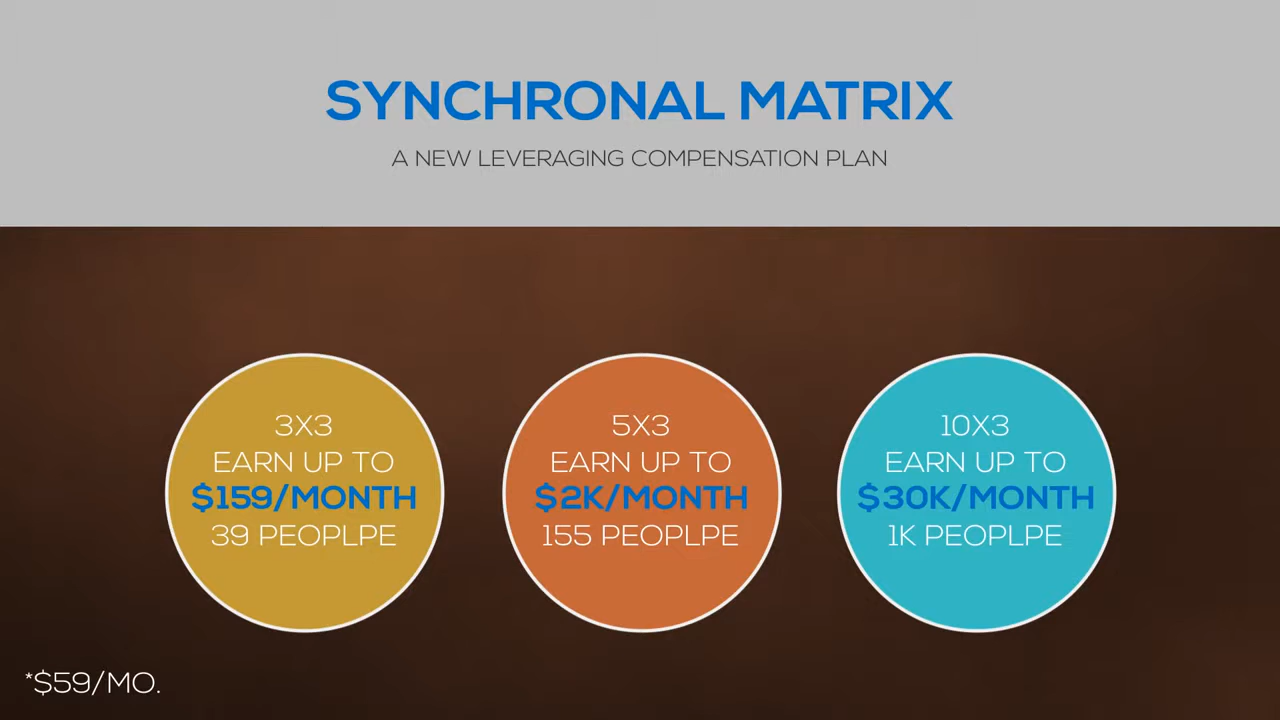 SYNCHRONAL MATRIX
A NEW LEVERAGING COMPENSATION PLAN
3X3
EARN UP TO
$159/MONTH
39 PEOPLPE
5X3
EARN UP TO
$2K/MONTH
155 PEOPLPE
10X3
EARN UP TO
$30K/MONTH
1K PEOPLPE
*$59/MO.